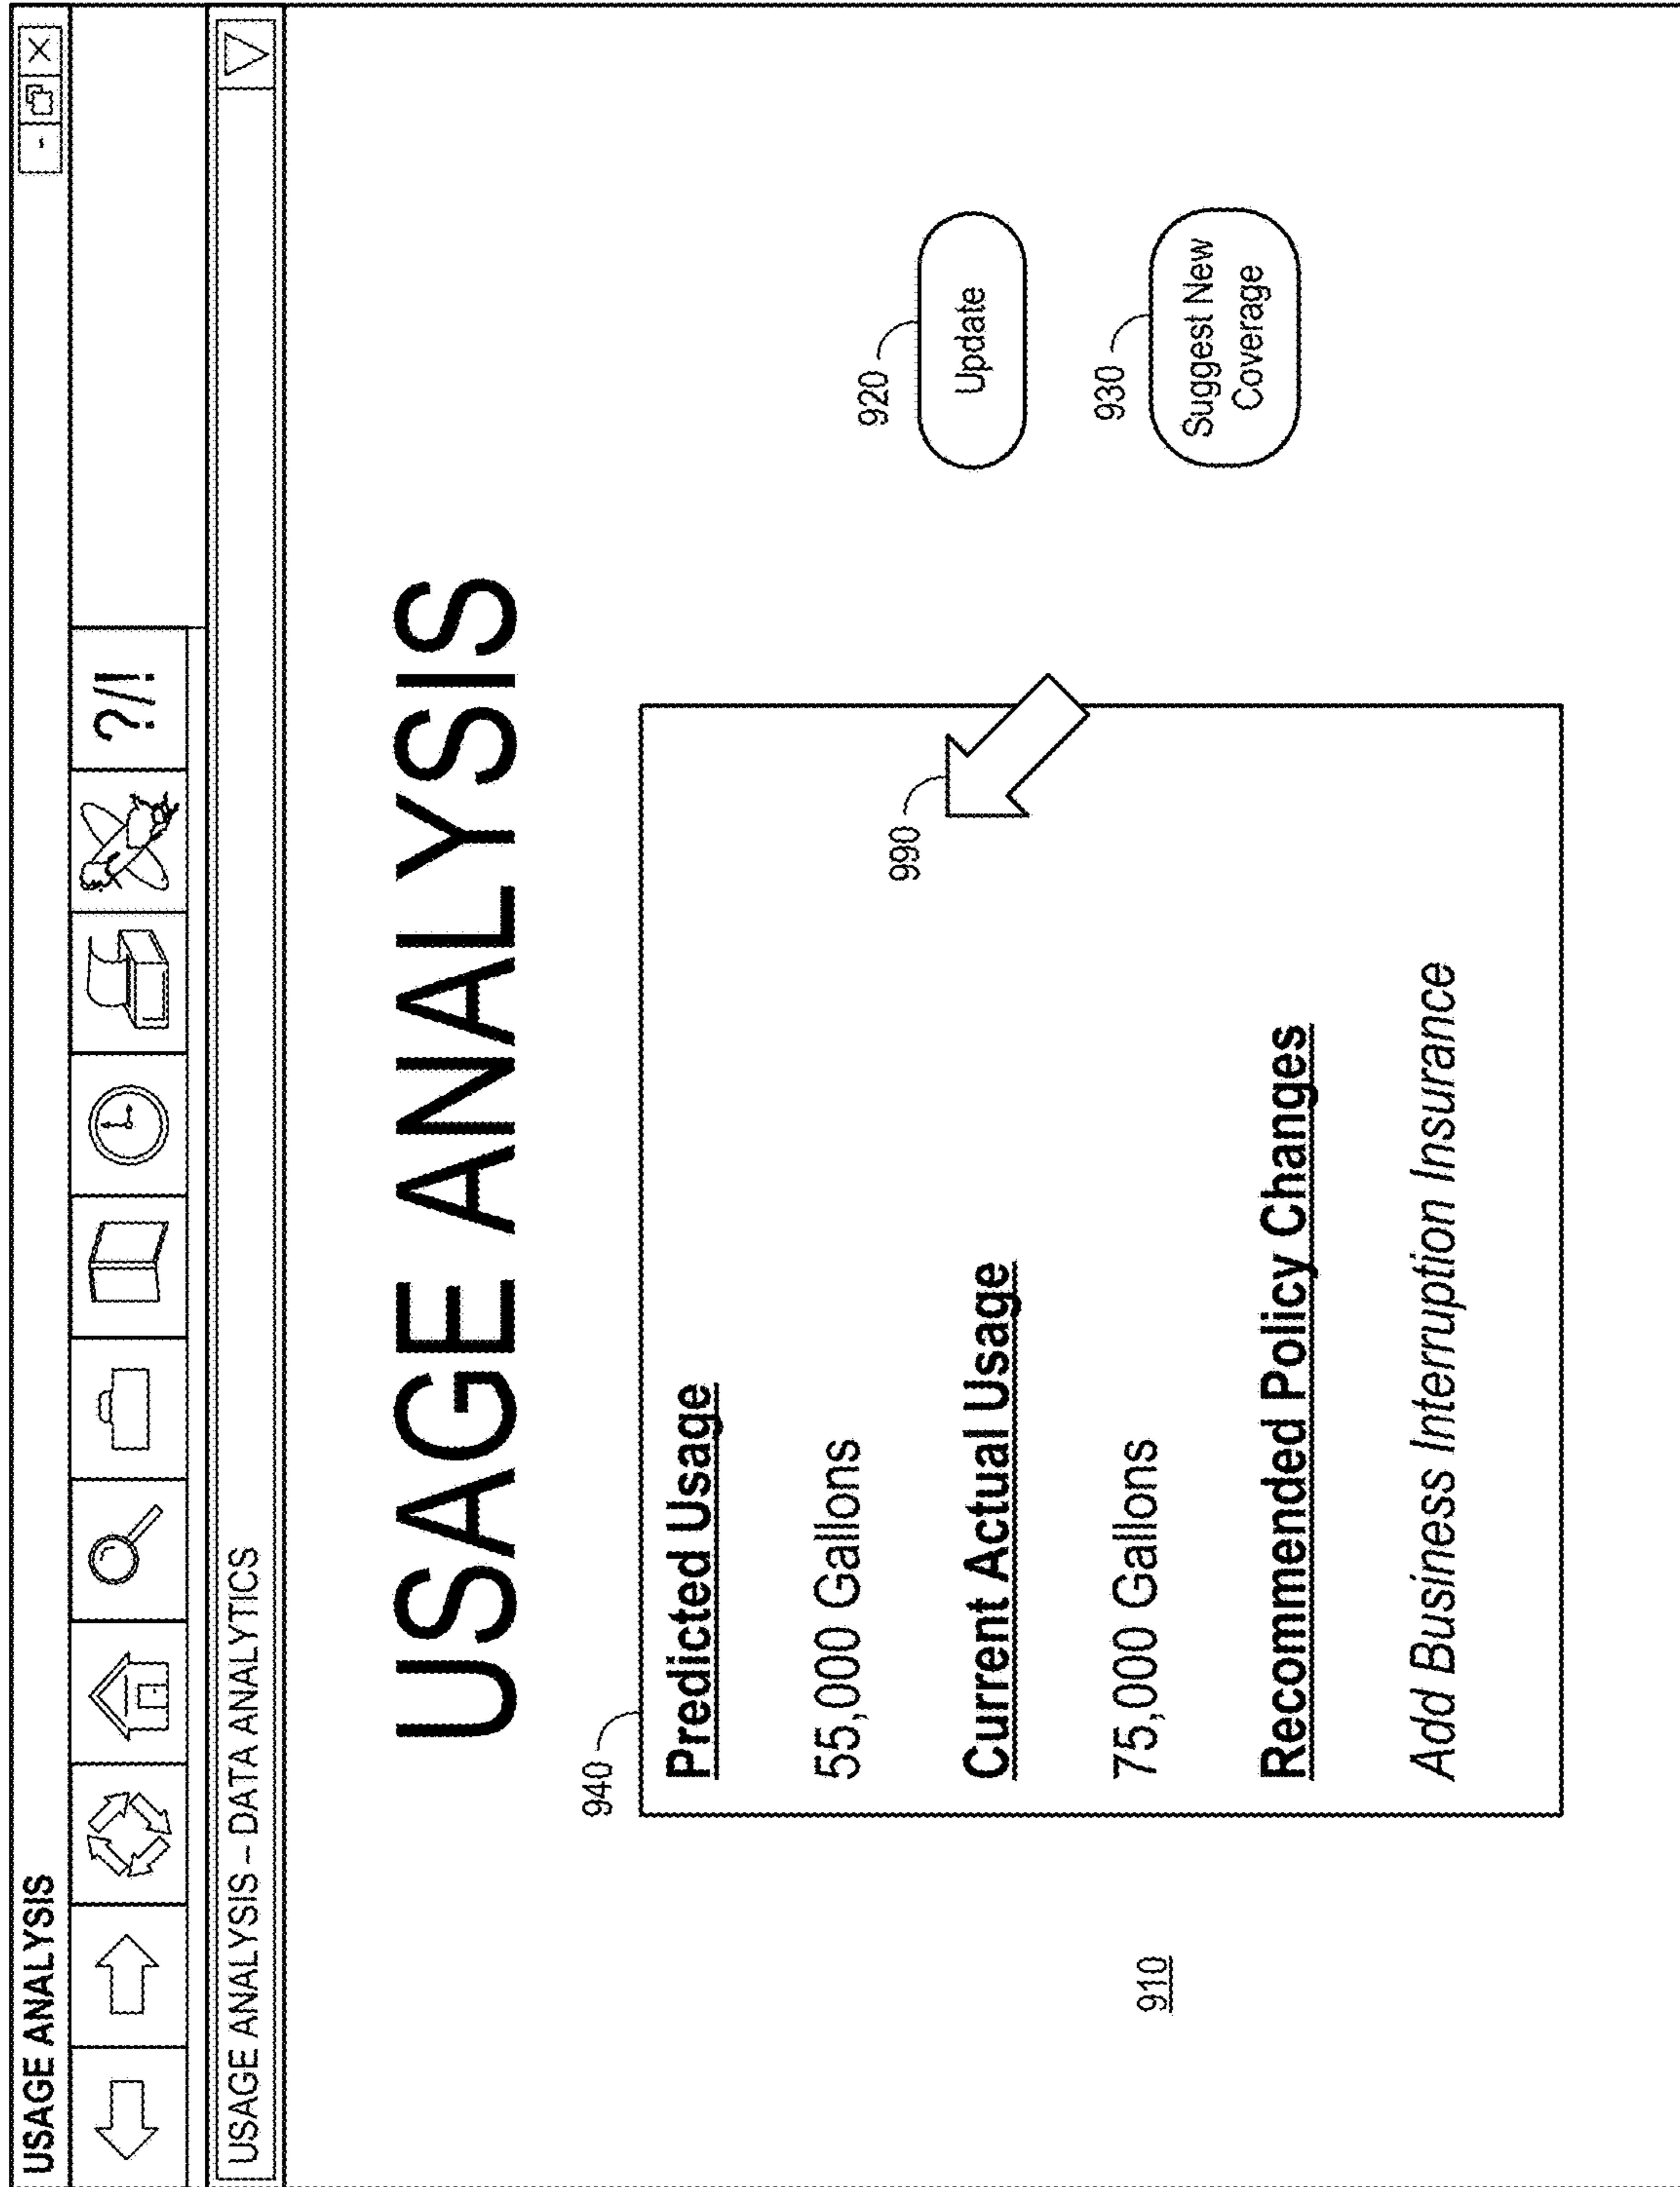 USAGE ANALYSIS
?/!
USAGE ANALYSIS – DATA ANALYTICS
USAGE ANALYSIS
940
Predicted Usage
55,000 Gallons
Current Actual Usage
75,000 Gallons
Recommended Policy Changes
Add Business Interruption Insurance
990
920
Update
930
Suggest New
Coverage
910